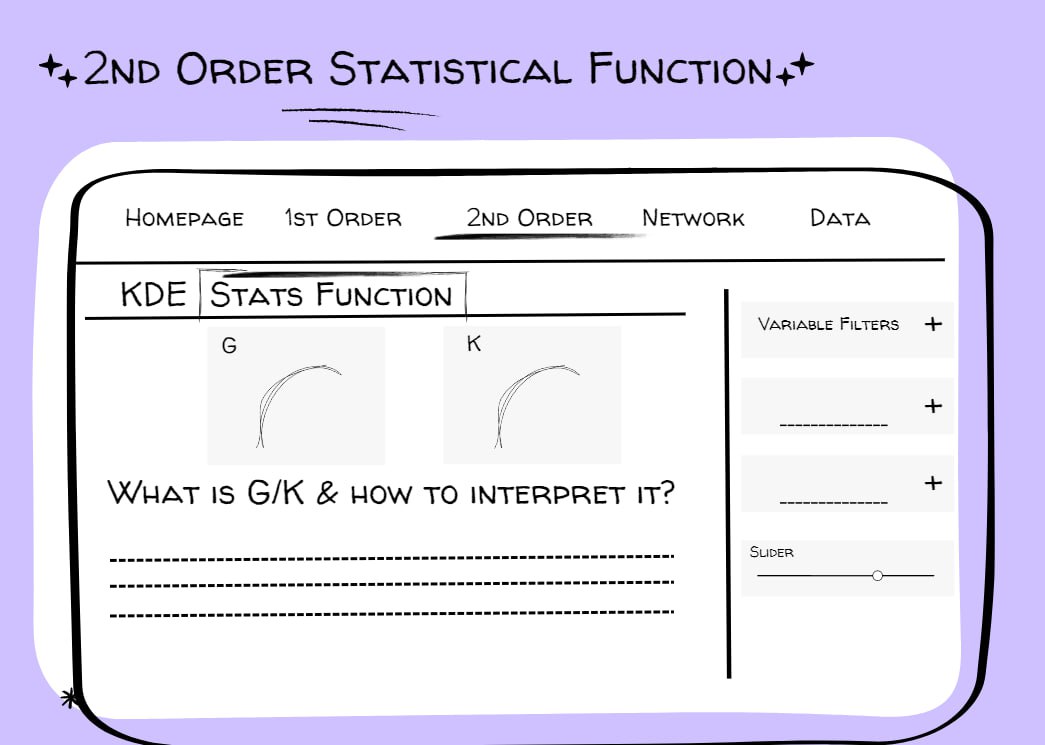 2nd Order Statistical Function
Homepage 1st Order 2nd Order Network Data
KDE Stats Function
G K
What is G/K & how to interpret it?
Variable Filters +
+
+
Slider